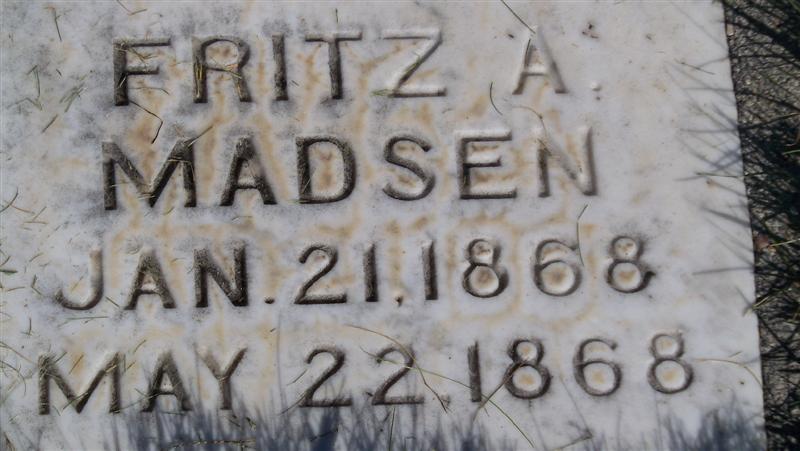 FRITZ A.
MADSEN
JAN. 21, 1868
MAY 22. 1868